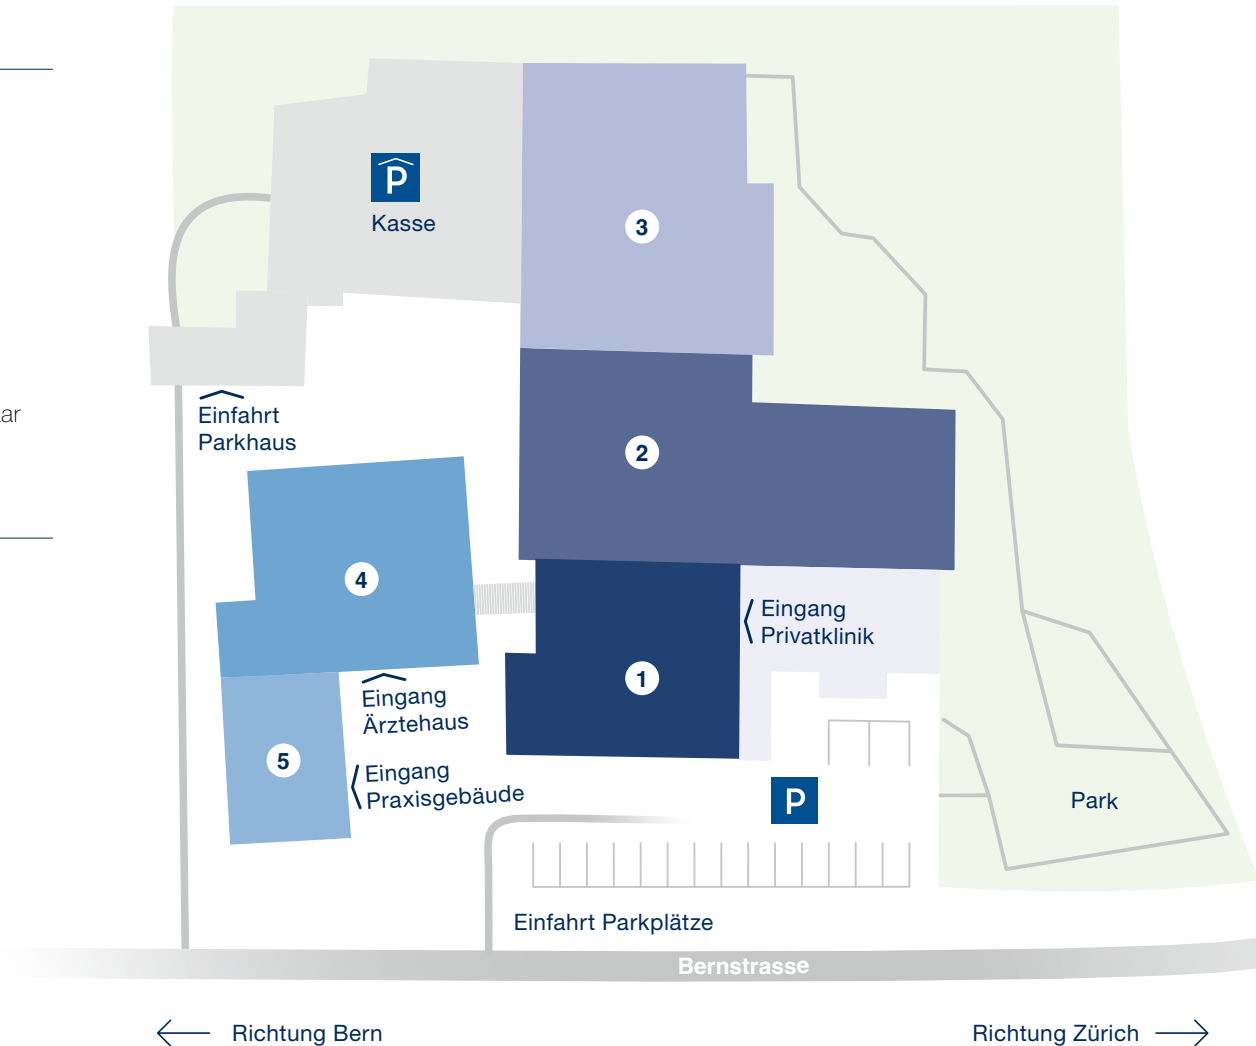 P
Kasse
3
ar
Einfahrt
Parkhaus
2
4
Eingang
Privatklinik
1
Eingang
Ärztehaus
5
Eingang
Praxisgebäude
P
Park
Einfahrt Parkplätze
Bernstrasse
Richtung Bern
Richtung Zürich